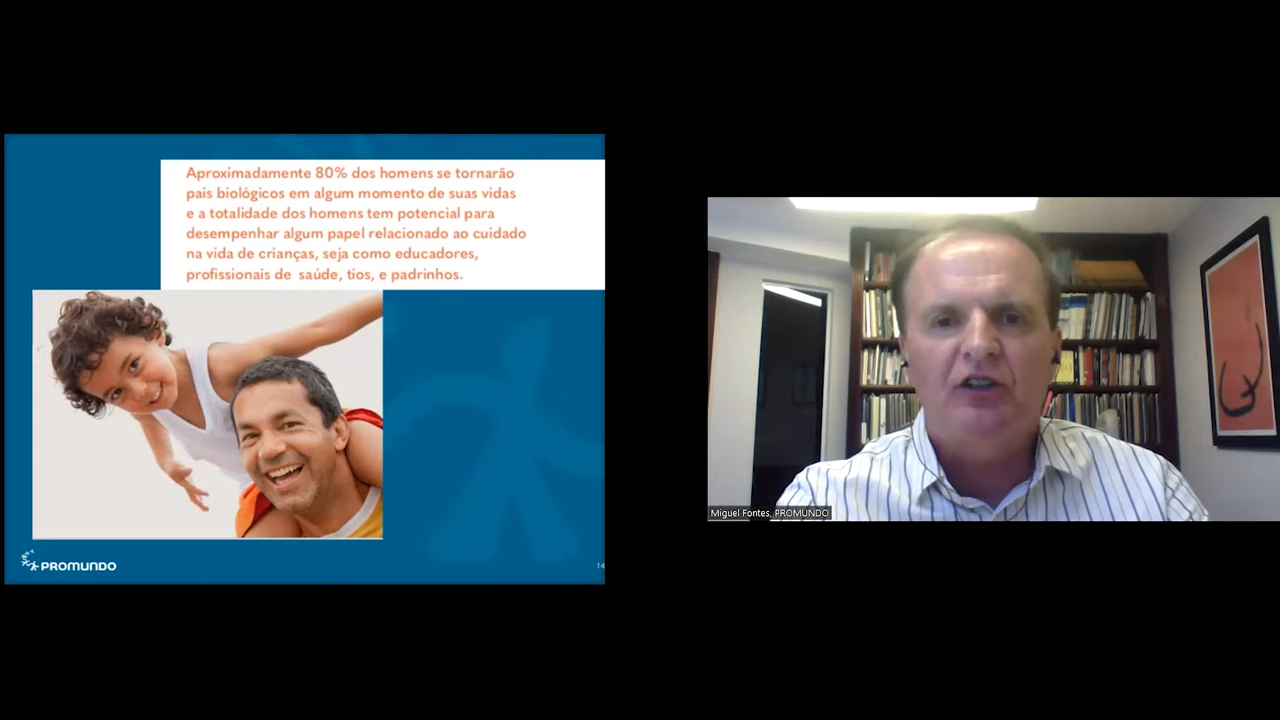 Aproximadamente 80% dos homens se tornarão
pais biológicos em algum momento de suas vidas
e a totalidade dos homens tem potencial para
desempenhar algum papel relacionado ao cuidado
na vida de crianças, seja como educadores,
profissionais de saúde, tios, e padrinhos.
PROMUNDO
14
Miguel Fontes, PROMUNDO